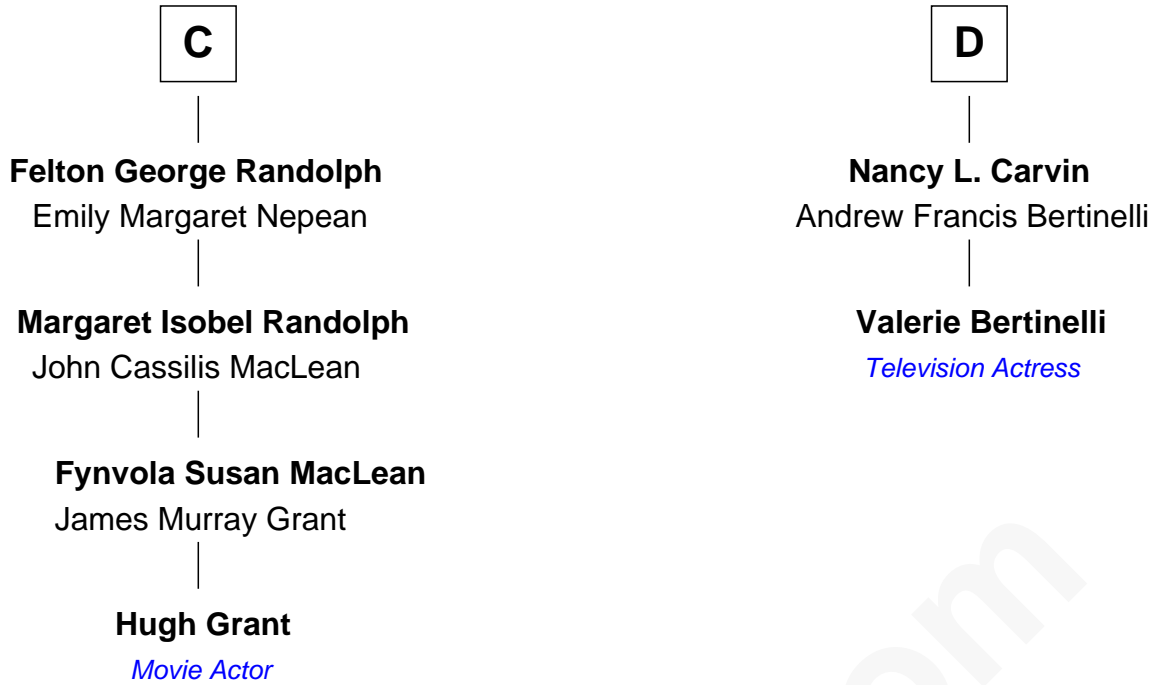 C
Felton George Randolph
Emily Margaret Nepean
Margaret Isobel Randolph
John Cassilis MacLean
Fynvola Susan MacLean
James Murray Grant
Hugh Grant
Movie Actor
D
Nancy L. Carvin
Andrew Francis Bertinelli
Valerie Bertinelli
Television Actress
om